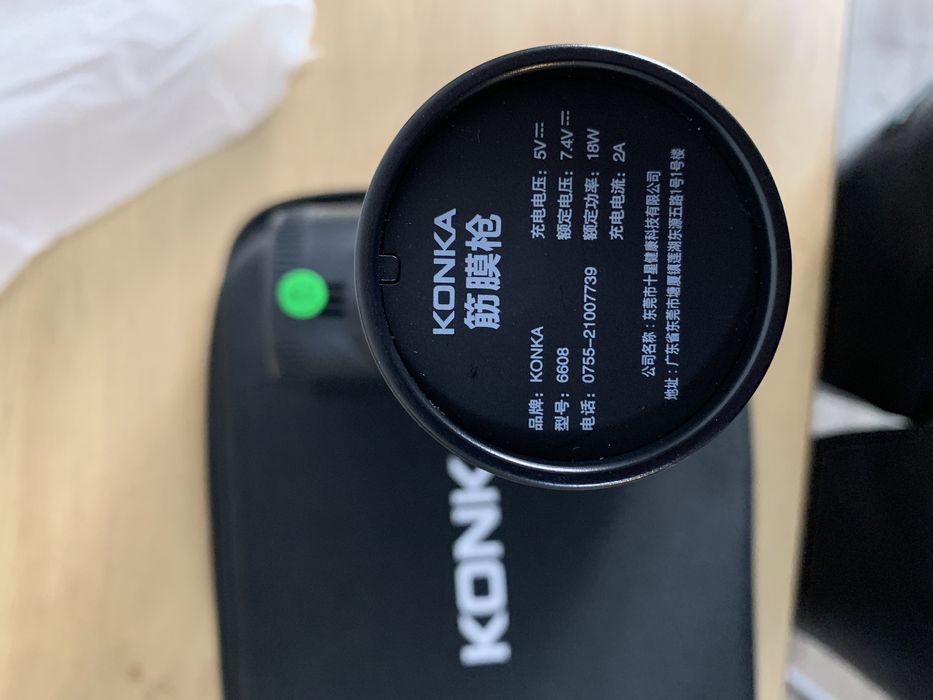 KONKA
筋膜枪
品牌：KONKA 充电电压：5V⎓
型号：6608 额定电压：7.4V⎓
电话：0755-21007739 额定功率：18W
充电电流：2A
公司名称：东莞市十星健康科技有限公司
地址：广东省东莞市塘厦镇莲湖东源五路1号1号楼
KONK